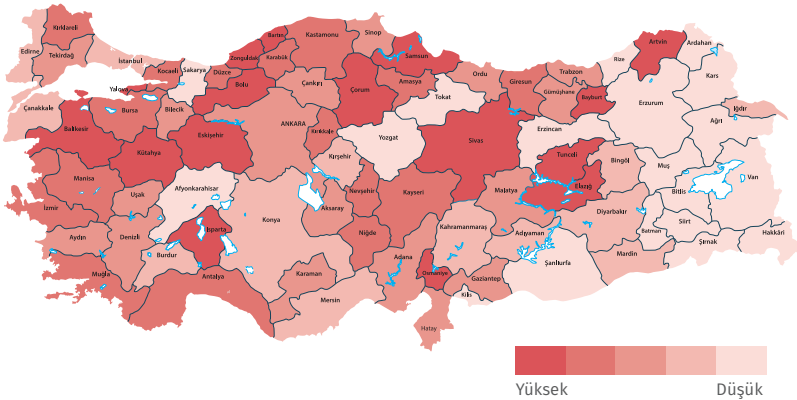 Kırklareli
Edirne
Tekirdağ
İstanbul
Kocaeli
Sakarya
Yalova
Düzce
Zonguldak
Bartın
Karabük
Kastamonu
Sinop
Samsun
Bolu
Çankırı
Çorum
Amasya
Tokat
Ordu
Giresun
Trabzon
Gümüşhane
Bayburt
Rize
Artvin
Ardahan
Kars
Iğdır
Ağrı
Erzurum
Erzincan
Çanakkale
Balıkesir
Bursa
Bilecik
Eskişehir
Kütahya
ANKARA
Kırıkkale
Yozgat
Sivas
Kırşehir
Tunceli
Elazığ
Bingöl
Muş
Bitlis
Van
Manisa
İzmir
Uşak
Afyonkarahisar
Konya
Aksaray
Nevşehir
Kayseri
Malatya
Diyarbakır
Batman
Siirt
Şırnak
Hakkâri
Aydın
Denizli
Isparta
Burdur
Muğla
Antalya
Karaman
Mersin
Niğde
Adana
Osmaniye
Kahramanmaraş
Adıyaman
Gaziantep
Kilis
Şanlıurfa
Mardin
Hatay
Yüksek
Düşük